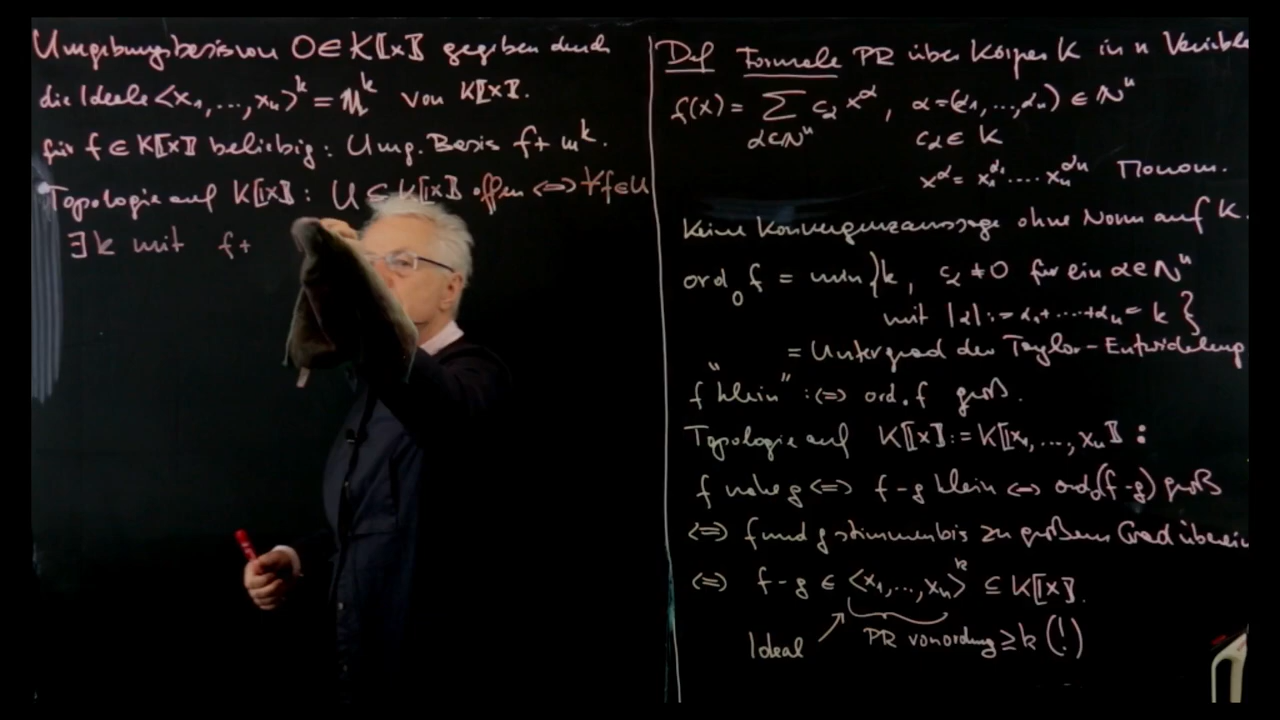 Umgebungsbasis von 0 ∈ K⟦x⟧ gegeben durch
die Ideale <x₁,...,xₙ>ᵏ = mᵏ von K⟦x⟧.
für f ∈ K⟦x⟧ beliebig: Umg. Basis f + mᵏ.
Topologie auf K⟦x⟧: U ⊆ K⟦x⟧ offen ⇔ ∀f∈U
∃k mit f+
Def Formale PR über Körper K in n Variable
f(x) = ∑ c_α x^α, α = (α₁,...,αₙ) ∈ ℕⁿ
α∈ℕⁿ
c_α ∈ K
x^α = x₁^α₁.....xₙ^αₙ Monom.
Keine Konvergenzaussage ohne Norm auf K.
ord₀ f = min {k, c_α ≠ 0 für ein α∈ℕⁿ
mit |α| := α₁+.....+αₙ = k }
= Untergrad der Taylor-Entwickelung
f "klein" :⇔ ord₀ f groß.
Topologie auf K⟦x⟧ := K⟦x₁,...,xₙ⟧ :
f nahe g ⇔ f-g klein ⇔ ord₀(f-g) groß
⇔ f und g stimmen bis zu großem Grad überein
⇔ f-g ∈ <x₁,...,xₙ>ᵏ ⊆ K⟦x⟧.
Ideal PR von ordnung ≥ k (!)